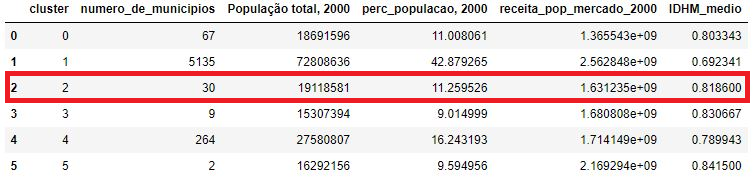 cluster numero_de_municipios População total, 2000 perc_populacao, 2000 receita_pop_mercado_2000 IDHM_medio
0 0 67 18691596 11.008061 1.365543e+09 0.803343
1 1 5135 72808636 42.879265 2.562848e+09 0.692341
2 2 30 19118581 11.259526 1.631235e+09 0.818600
3 3 9 15307394 9.014999 1.680808e+09 0.830667
4 4 264 27580807 16.243193 1.714149e+09 0.789943
5 5 2 16292156 9.594956 2.169294e+09 0.841500